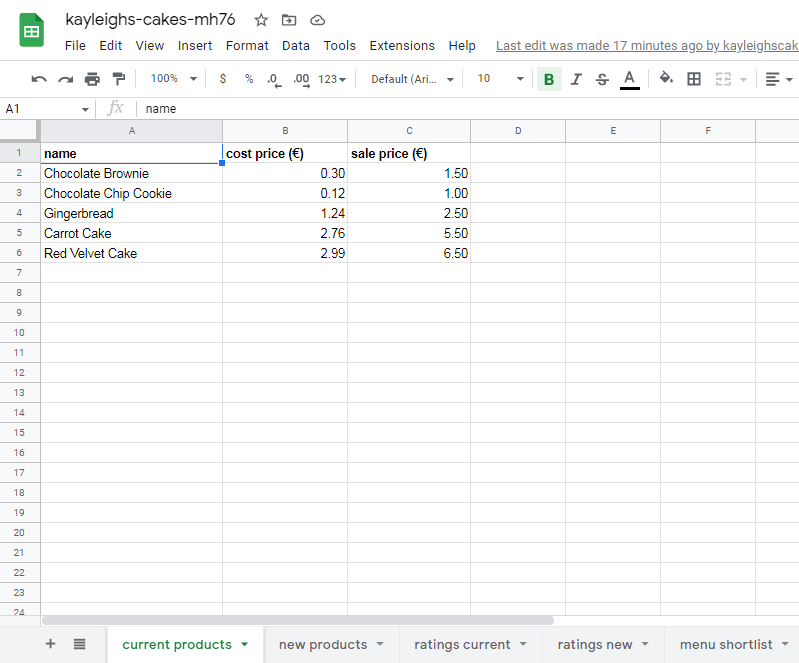 kayleighs-cakes-mh76
File Edit View Insert Format Data Tools Extensions Help Last edit was made 17 minutes ago by kayleighscak
100% $ % .0 .00 123 Default (Ari... 10 B I S A
A1 fx name
A B C D E F
1 name cost price (€) sale price (€)
2 Chocolate Brownie 0.30 1.50
3 Chocolate Chip Cookie 0.12 1.00
4 Gingerbread 1.24 2.50
5 Carrot Cake 2.76 5.50
6 Red Velvet Cake 2.99 6.50
7
8
9
10
11
12
13
14
15
16
17
18
19
20
21
22
23
24
+ current products new products ratings current ratings new menu shortlist